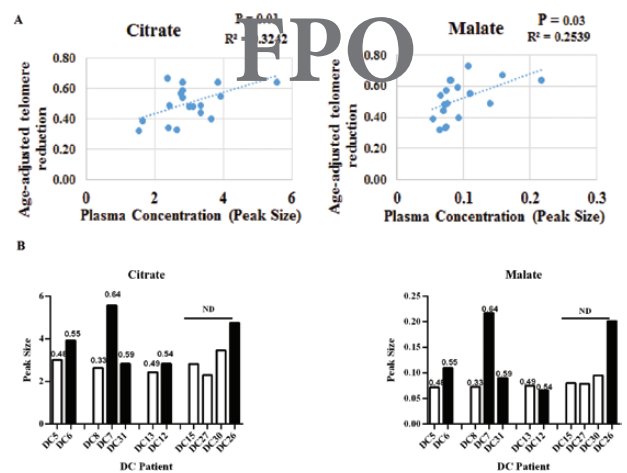 A
FPO
Citrate
P = 0.01
Malate
P = 0.03
R² = 0.2539
Age-adjusted telomere
reduction
0.80
0.60
0.40
0.20
0.00
0
2
4
6
Plasma Concentration (Peak Size)
Age-adjusted telomere
reduction
0.80
0.60
0.40
0.20
0.00
0
0.1
0.2
0.3
Plasma Concentration (Peak Size)
B
Citrate
Peak Size
6
4
2
0
0.48
0.55
0.33
0.64
0.59
0.49
0.54
ND
DC5
DC6
DC8
DC7
DC31
DC13
DC12
DC15
DC27
DC30
DC26
DC Patient
Malate
Peak Size
0.25
0.20
0.15
0.10
0.05
0.00
0.48
0.55
0.33
0.64
0.59
0.49
0.54
ND
DC5
DC6
DC8
DC7
DC31
DC13
DC12
DC15
DC27
DC30
DC26
DC Patient